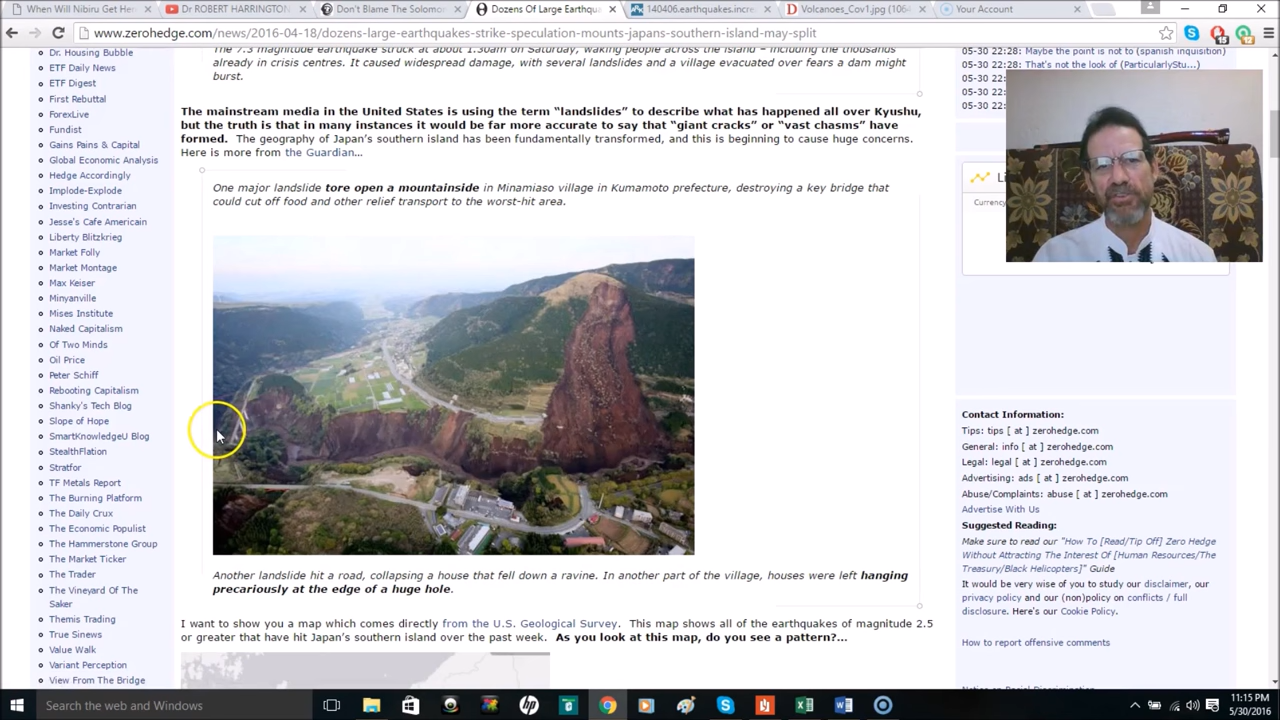 When Will Nibiru Get Her
Dr ROBERT HARRINGTON
Don't Blame The Solomon
Dozens Of Large Earthqua
140406.earthquakes.incre
Volcanoes_Cov1.jpg (1064
Your Account
www.zerohedge.com/news/2016-04-18/dozens-large-earthquakes-strike-speculation-mounts-japans-southern-island-may-split
15
12
Dr. Housing Bubble
ETF Daily News
ETF Digest
First Rebuttal
ForexLive
Fundist
Gains Pains & Capital
Global Economic Analysis
Hedge Accordingly
Implode-Explode
Investing Contrarian
Jesse's Cafe Americain
Liberty Blitzkrieg
Market Folly
Market Montage
Max Keiser
Minyanville
Mises Institute
Naked Capitalism
Of Two Minds
Oil Price
Peter Schiff
Rebooting Capitalism
Shanky's Tech Blog
Slope of Hope
SmartKnowledgeU Blog
StealthFlation
Stratfor
TF Metals Report
The Burning Platform
The Daily Crux
The Economic Populist
The Hammerstone Group
The Market Ticker
The Trader
The Vineyard Of The
Saker
Themis Trading
True Sinews
Value Walk
Variant Perception
View From The Bridge
The 7.3 magnitude earthquake struck at about 1.30am on Saturday, waking people across the island – including the thousands
already in crisis centres. It caused widespread damage, with several landslides and a village evacuated over fears a dam might
burst.
The mainstream media in the United States is using the term “landslides” to describe what has happened all over Kyushu,
but the truth is that in many instances it would be far more accurate to say that “giant cracks” or “vast chasms” have
formed. The geography of Japan’s southern island has been fundamentally transformed, and this is beginning to cause huge concerns.
Here is more from the Guardian…
One major landslide tore open a mountainside in Minamiaso village in Kumamoto prefecture, destroying a key bridge that
could cut off food and other relief transport to the worst-hit area.
Another landslide hit a road, collapsing a house that fell down a ravine. In another part of the village, houses were left hanging
precariously at the edge of a huge hole.
I want to show you a map which comes directly from the U.S. Geological Survey. This map shows all of the earthquakes of magnitude 2.5
or greater that have hit Japan’s southern island over the past week. As you look at this map, do you see a pattern?…
05-30 22:28: Maybe the point is not to (spanish inquisition)
05-30 22:28: That's not the look of (ParticularlyStu...)
05-30 22
05-30 22
05-30 22
Li
Currency
Contact Information:
Tips: tips [ at ] zerohedge.com
General: info [ at ] zerohedge.com
Legal: legal [ at ] zerohedge.com
Advertising: ads [ at ] zerohedge.com
Abuse/Complaints: abuse [ at ] zerohedge.com
Advertise With Us
Suggested Reading:
Make sure to read our "How To [Read/Tip Off] Zero Hedge
Without Attracting The Interest Of [Human Resources/The
Treasury/Black Helicopters]" Guide
It would be very wise of you to study our disclaimer, our
privacy policy and our (non)policy on conflicts / full
disclosure. Here's our Cookie Policy.
How to report offensive comments
Search the web and Windows
11:15 PM
5/30/2016